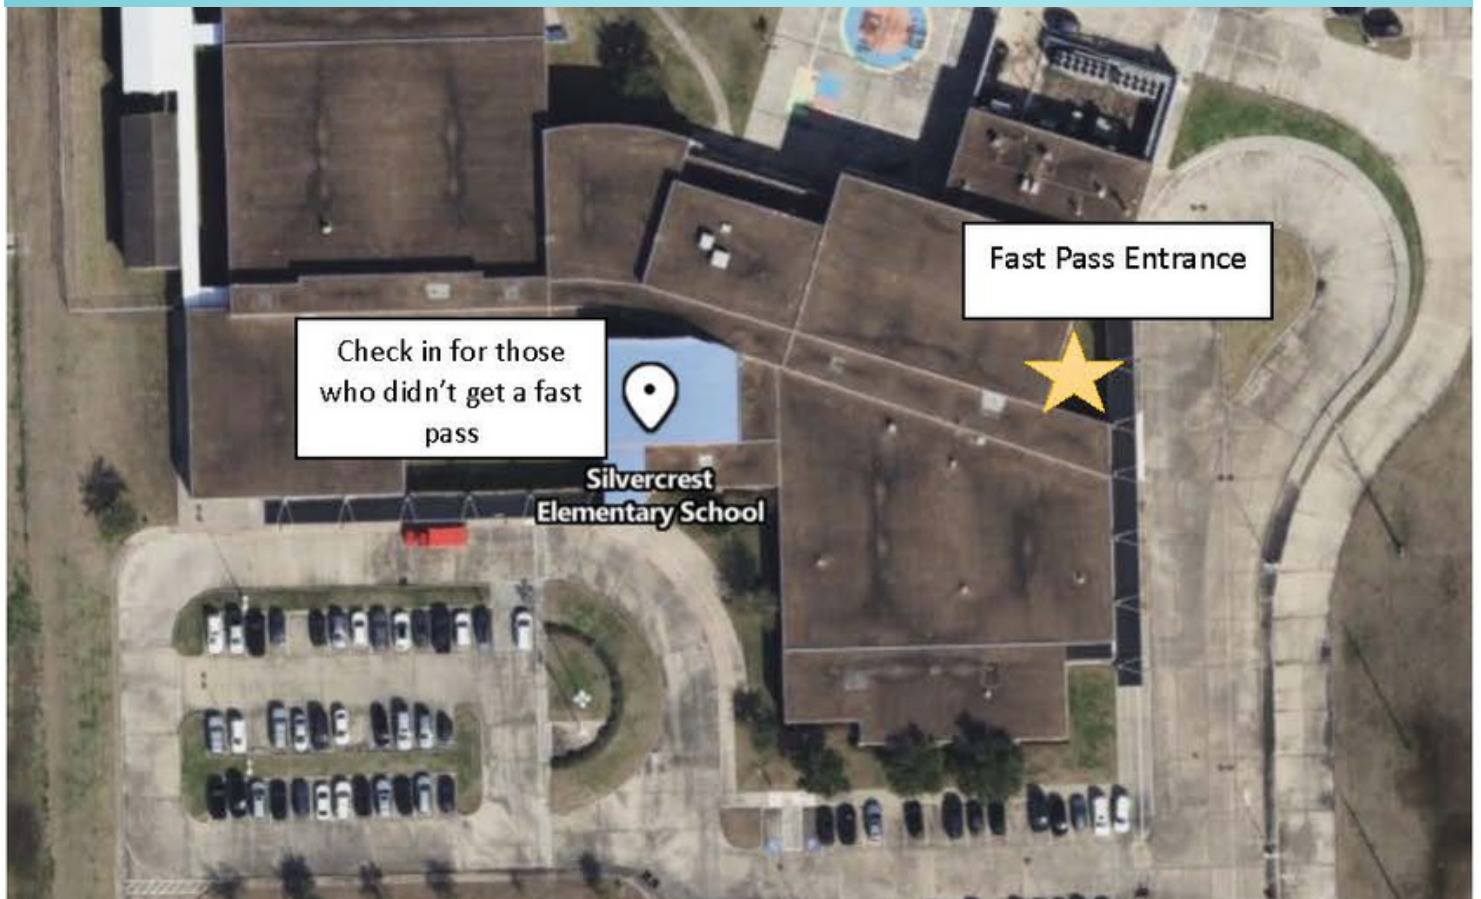 Fast Pass Entrance
Check in for those
who didn't get a fast
pass
Silvercrest
Elementary School